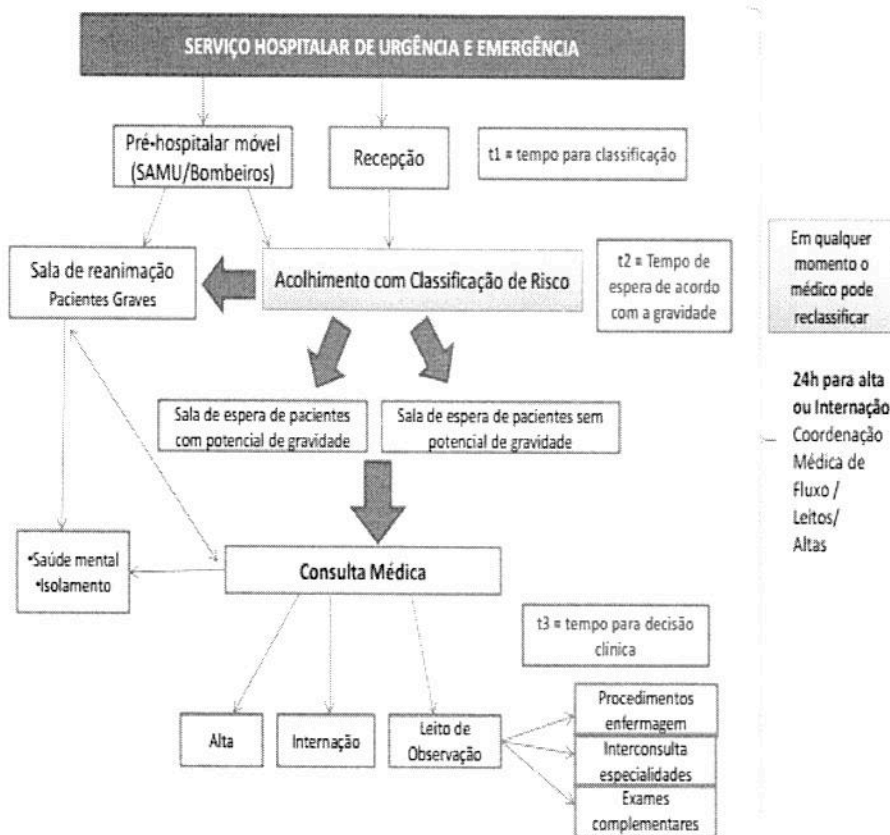 SERVIÇO HOSPITALAR DE URGÊNCIA E EMERGÊNCIA
Pré-hospitalar móvel
(SAMU/Bombeiros)
Recepção
t1 = tempo para classificação
Sala de reanimação
Pacientes Graves
Acolhimento com Classificação de Risco
t2 = Tempo de
espera de acordo
com a gravidade
Em qualquer
momento o
médico pode
reclassificar
Sala de espera de pacientes
com potencial de gravidade
Sala de espera de pacientes sem
potencial de gravidade
24h para alta
ou Internação
Coordenação
Médica de
Fluxo /
Leitos/
Altas
•Saúde mental
•Isolamento
Consulta Médica
t3 = tempo para decisão
clínica
Alta
Internação
Leito de
Observação
Procedimentos
enfermagem
Interconsulta
especialidades
Exames
complementares